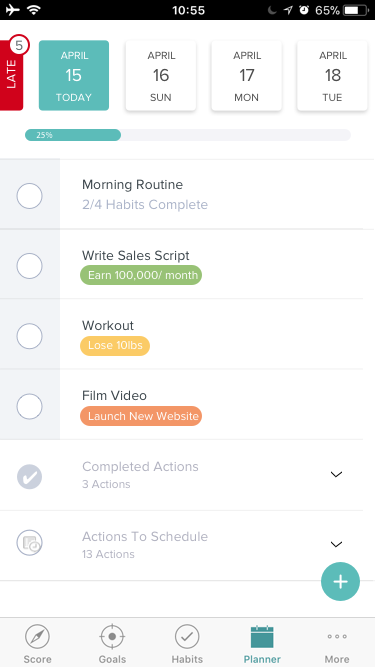 10:55
65%
LATE
5
APRIL
15
TODAY
APRIL
16
SUN
APRIL
17
MON
APRIL
18
TUE
25%
Morning Routine
2/4 Habits Complete
Write Sales Script
Earn 100,000/ month
Workout
Lose 10lbs
Film Video
Launch New Website
Completed Actions
3 Actions
Actions To Schedule
13 Actions
+
Score
Goals
Habits
Planner
More